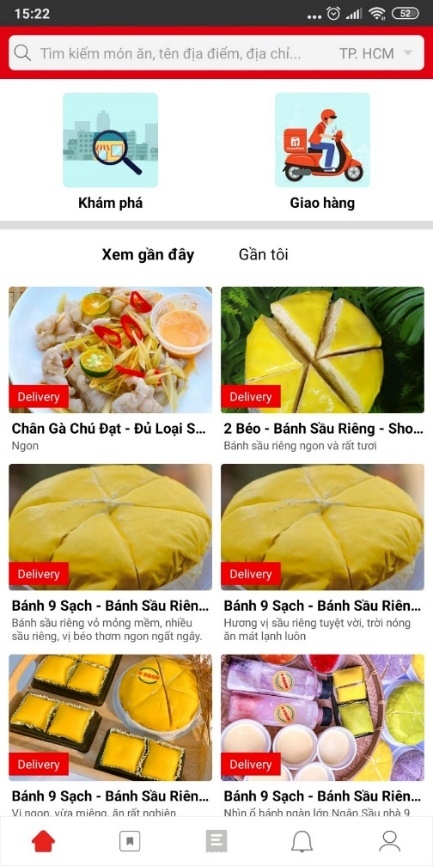 15:22
52
Tìm kiếm món ăn, tên địa điểm, địa chỉ...
TP. HCM
Khám phá
Giao hàng
Xem gần đây
Gần tôi
Delivery
Delivery
Chân Gà Chú Đạt - Đủ Loại S...
2 Béo - Bánh Sầu Riêng - Sho...
Ngon
Bánh sầu riêng ngon và rất tươi
Delivery
Delivery
Bánh 9 Sạch - Bánh Sầu Riên...
Bánh 9 Sạch - Bánh Sầu Riên...
Bánh sầu riêng vỏ mỏng mềm, nhiều
sầu riêng, vị béo thơm ngon ngất ngây.
Hương vị sầu riêng tuyệt vời, trời nóng
ăn mát lạnh luôn
Delivery
Delivery
Bánh 9 Sạch - Bánh Sầu Riên...
Bánh 9 Sạch - Bánh Sầu Riên...
Vị ngon, vừa miệng, ăn rất nghiện
Nhìn ổ bánh ngàn lớp Ngập Sầu nhà 9